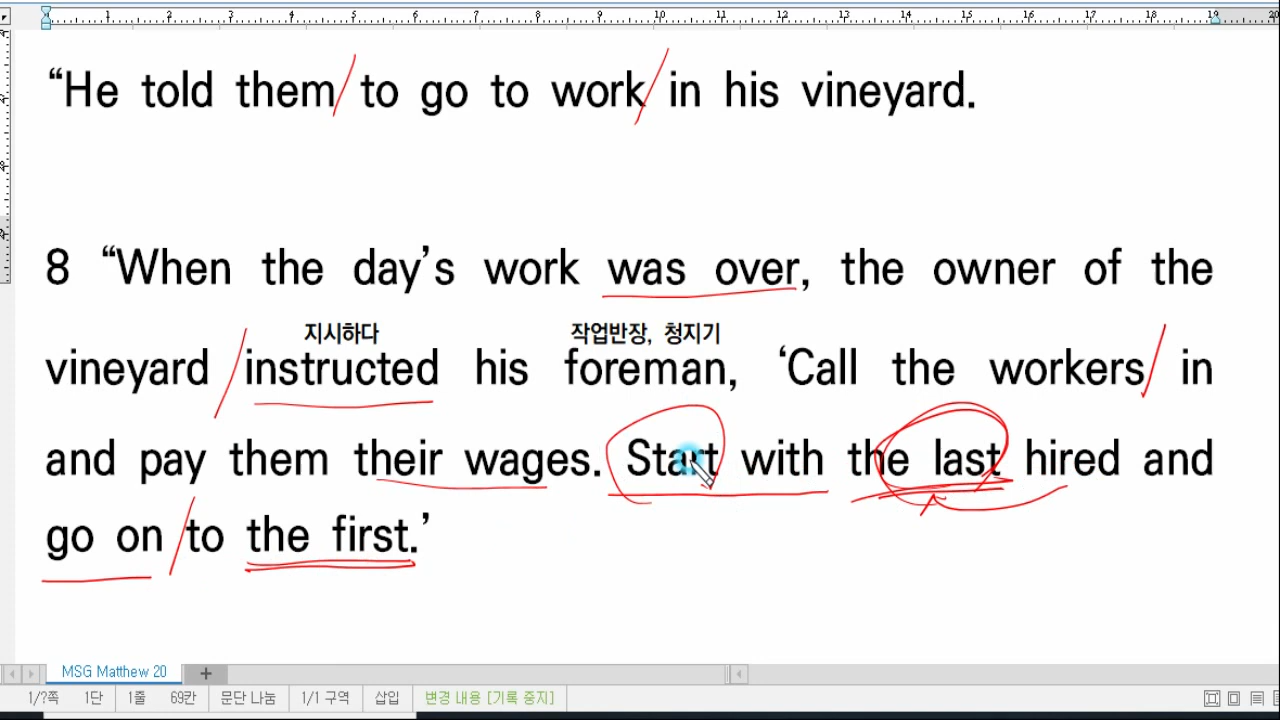 “He told them to go to work in his vineyard.
8 “When the day’s work was over, the owner of the
지시하다 작업반장, 청지기
vineyard instructed his foreman, ‘Call the workers in
and pay them their wages. Start with the last hired and
go on to the first.’
MSG Matthew 20
1/?쪽 1단 1줄 69칸 문단 나눔 1/1 구역 삽입 변경 내용 [기록 중지]